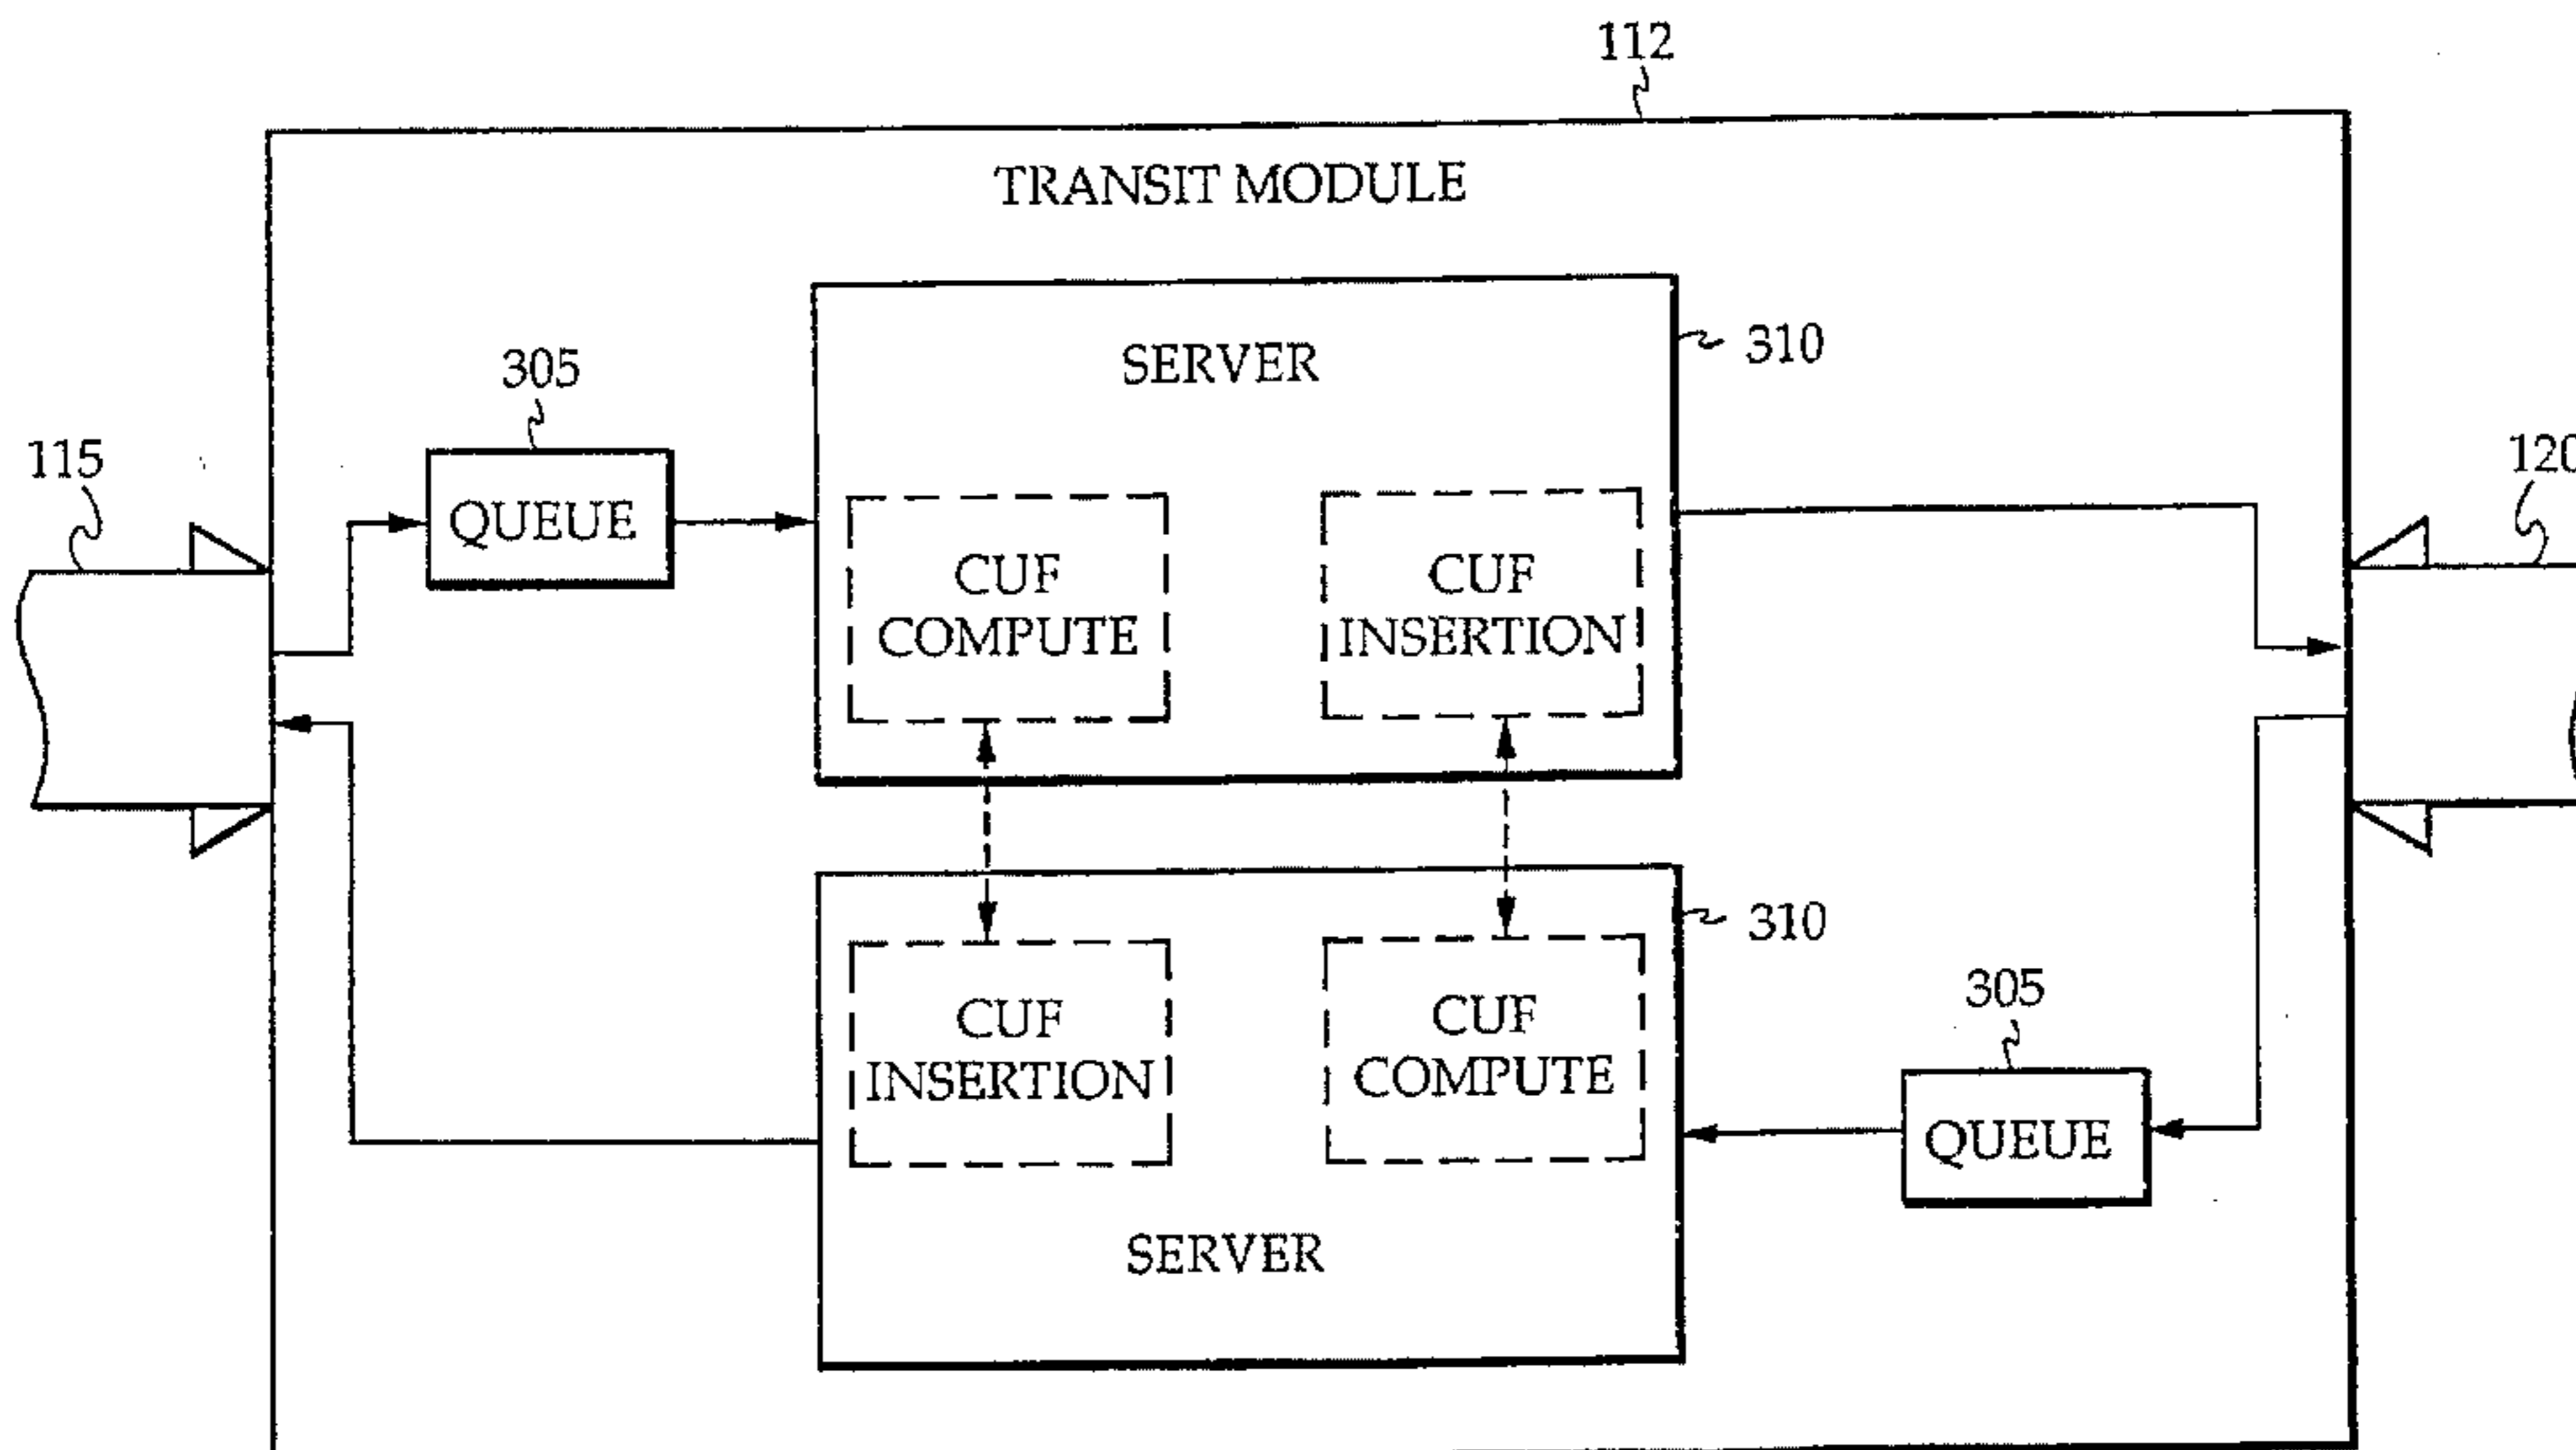 112
TRANSIT MODULE
SERVER
310
305
QUEUE
115
120
CUF
COMPUTE
CUF
INSERTION
310
CUF
INSERTION
CUF
COMPUTE
305
QUEUE
SERVER